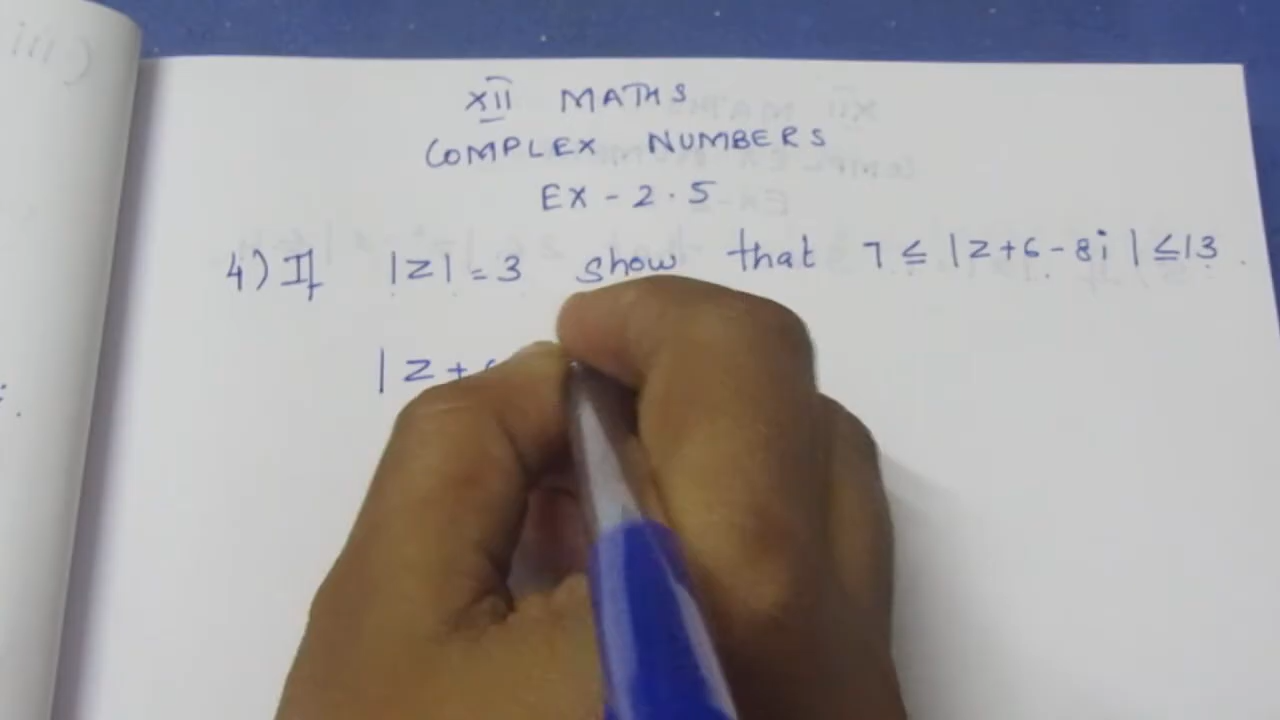 XII MATHS
COMPLEX NUMBERS
EX - 2.5
4) If |z| = 3 show that 7 ≤ |z+6-8i| ≤ 13.
|z+